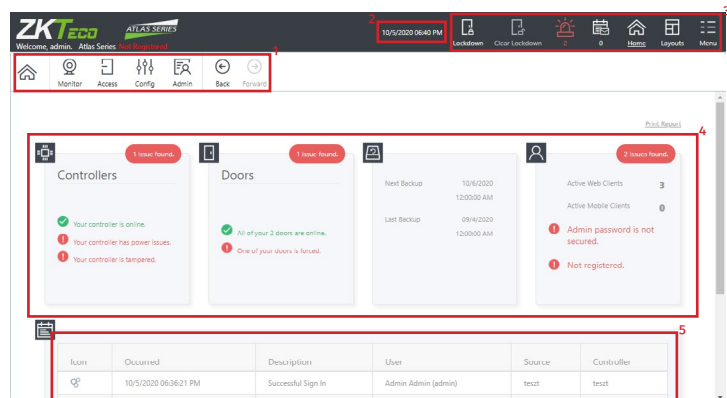 3
ZKTeco
ATLAS SERIES
2
10/5/2020 06:40 PM
Lockdown Clear Lockdown 2 0 Home Layouts Menu
Welcome, admin. Atlas Series Not Registered
1
Monitor Access Config Admin Back Forward
Print Report
4
1 issue found.
Controllers
Your controller is online.
Your controller has power issues.
Your controller is tampered.
1 issue found.
Doors
All of your 2 doors are online.
One of your doors is forced.
Next Backup 10/6/2020
12:00:00 AM
Last Backup 09/4/2020
12:00:00 AM
2 issues found.
Active Web Clients 3
Active Mobile Clients 0
Admin password is not
secured.
Not registered.
5
Icon Occurred Description User Source Controller
10/5/2020 06:36:21 PM Successful Sign In Admin Admin (admin) teszt teszt